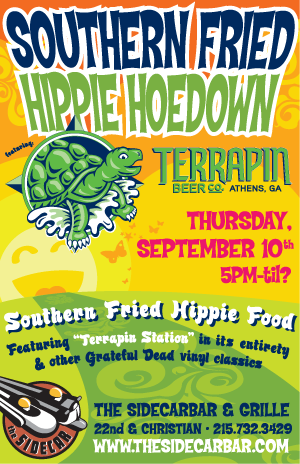 SOUTHERN FRIED
HIPPIE HOEDOWN
featuring:
TERRAPIN
BEER CO. ATHENS, GA
THURSDAY,
SEPTEMBER 10th
5PM-til?
Southern Fried Hippie Food
Featuring "Terrapin Station" in its entirety
& other Grateful Dead vinyl classics
the SIDECAR
THE SIDECARBAR & GRILLE
22nd & CHRISTIAN · 215.732.3429
WWW.THESIDECARBAR.COM